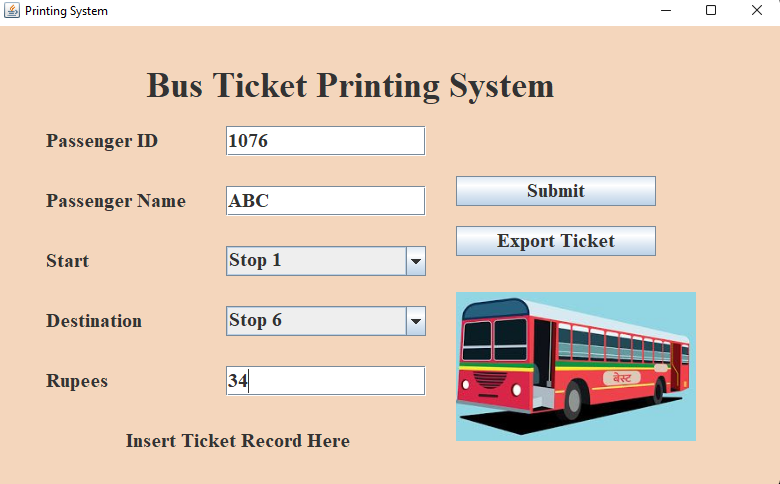 Printing System
Bus Ticket Printing System
Passenger ID 1076
Passenger Name ABC
Submit
Export Ticket
Start Stop 1
Destination Stop 6
बेस्ट
Rupees 34
Insert Ticket Record Here